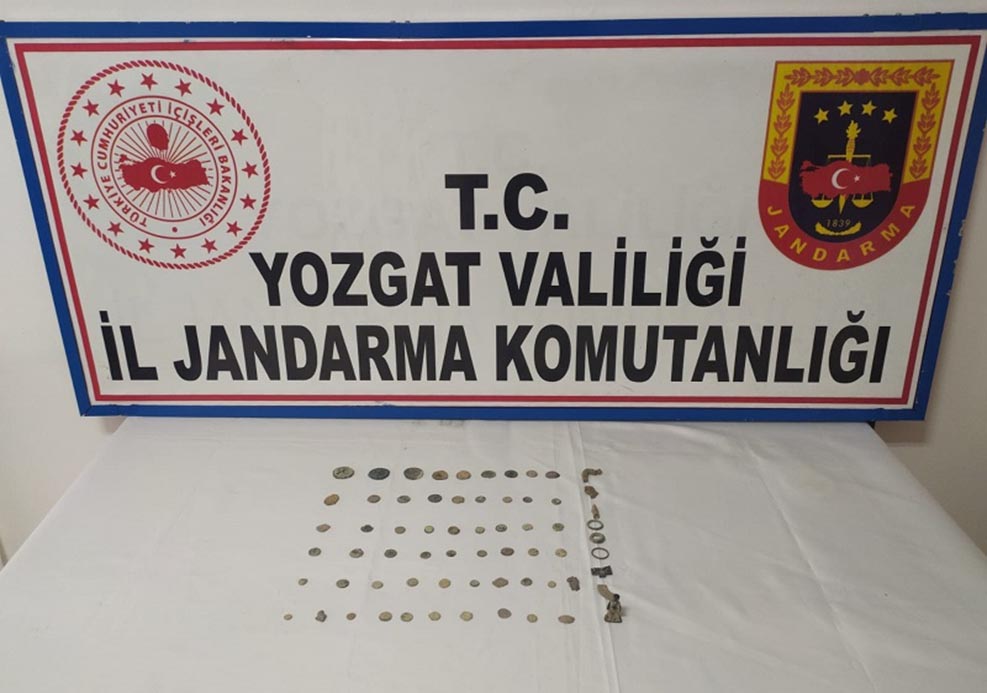 TÜRKİYE CUMHURİYETİ İÇİŞLERİ BAKANLIĞI
T.C.
YOZGAT VALİLİĞİ
İL JANDARMA KOMUTANLIĞI
1839
JANDARMA